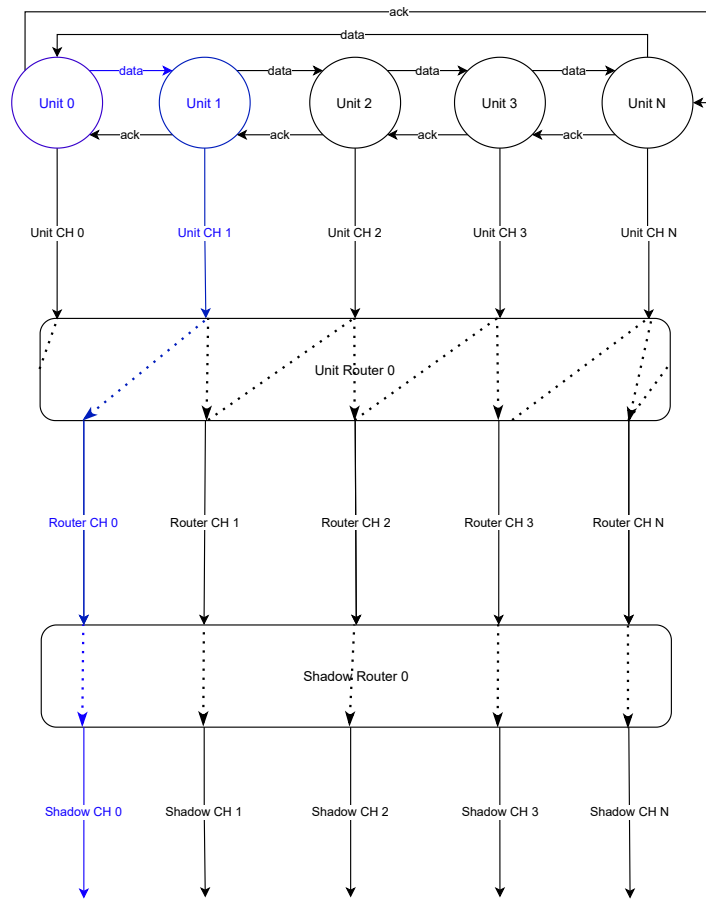 ack
data
data
data
data
data
Unit 0
Unit 1
Unit 2
Unit 3
Unit N
ack
ack
ack
ack
Unit CH 0
Unit CH 1
Unit CH 2
Unit CH 3
Unit CH N
Unit Router 0
Router CH 0
Router CH 1
Router CH 2
Router CH 3
Router CH N
Shadow Router 0
Shadow CH 0
Shadow CH 1
Shadow CH 2
Shadow CH 3
Shadow CH N